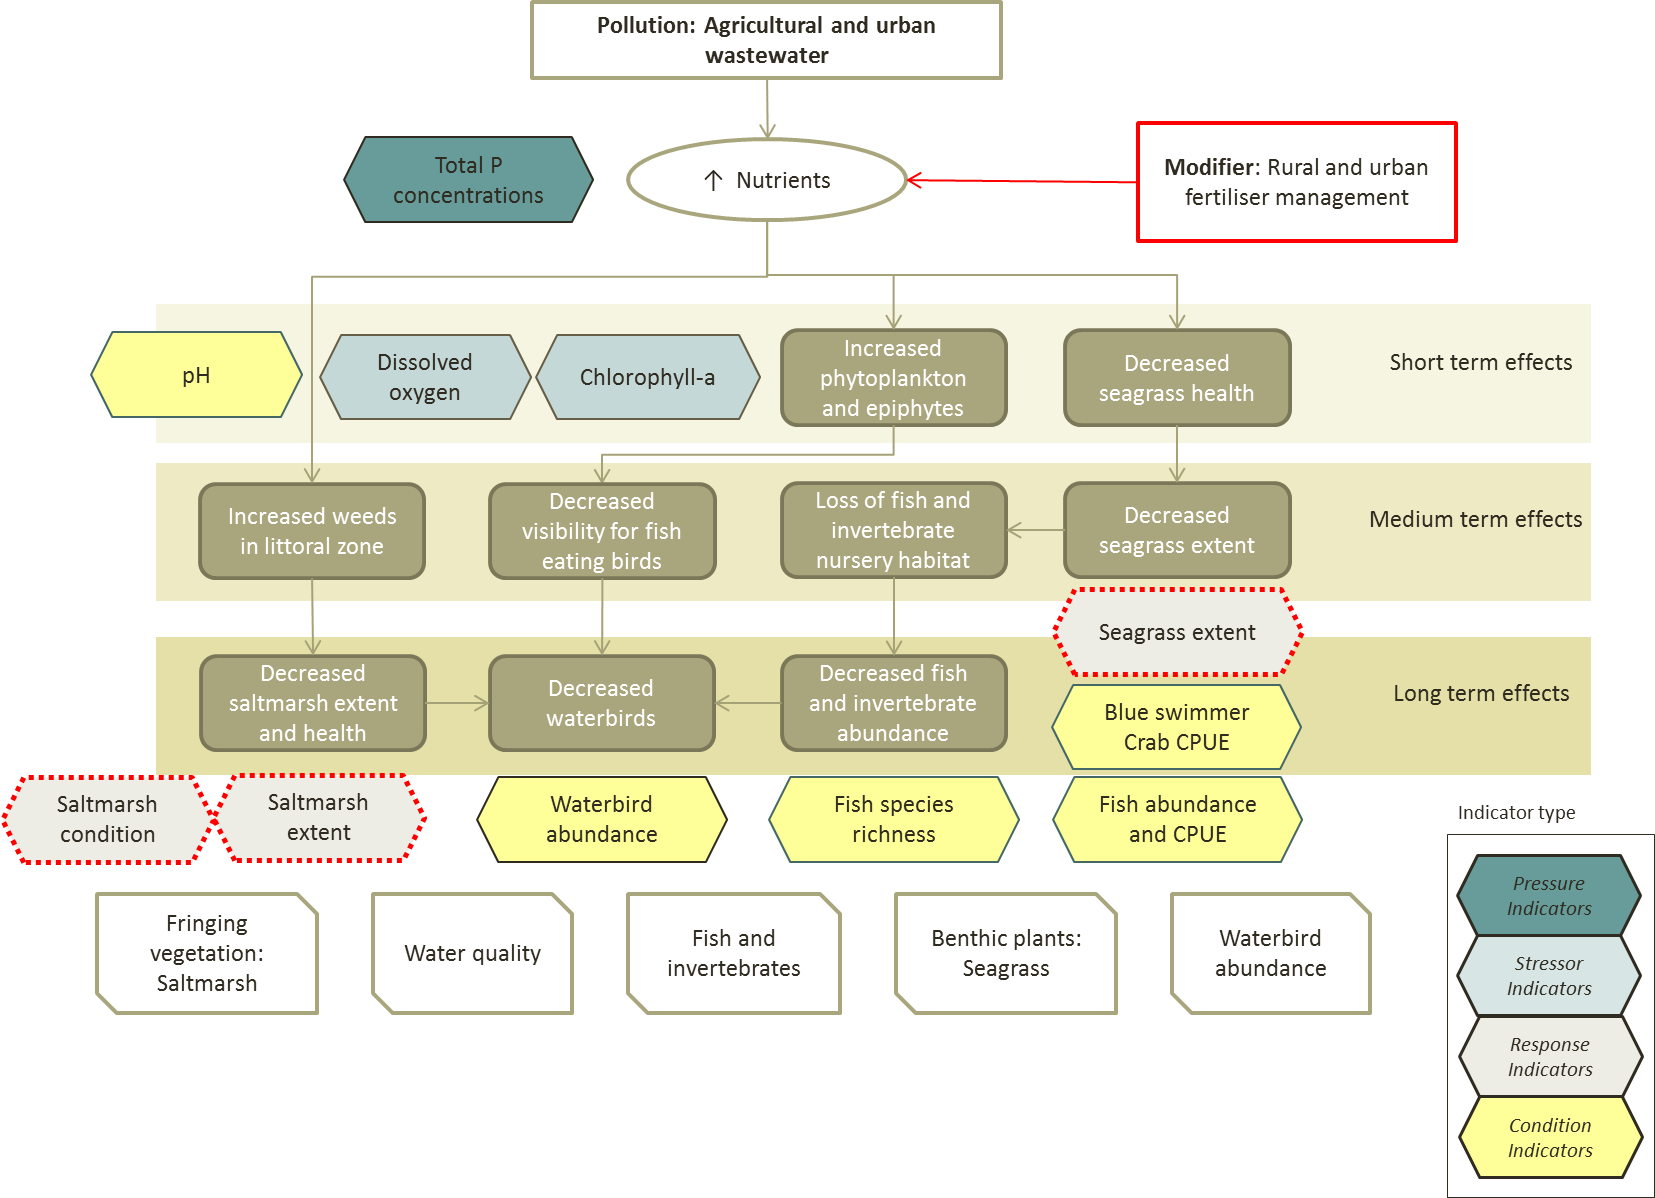 Pollution: Agricultural and urban
wastewater
Total P
concentrations
↑ Nutrients
Modifier: Rural and urban
fertiliser management
pH
Dissolved
oxygen
Chlorophyll-a
Increased
phytoplankton
and epiphytes
Decreased
seagrass health
Short term effects
Increased weeds
in littoral zone
Decreased
visibility for fish
eating birds
Loss of fish and
invertebrate
nursery habitat
Decreased
seagrass extent
Medium term effects
Seagrass extent
Decreased
saltmarsh extent
and health
Decreased
waterbirds
Decreased fish
and invertebrate
abundance
Blue swimmer
Crab CPUE
Long term effects
Saltmarsh
condition
Saltmarsh
extent
Waterbird
abundance
Fish species
richness
Fish abundance
and CPUE
Indicator type
Pressure
Indicators
Stressor
Indicators
Response
Indicators
Condition
Indicators
Fringing
vegetation:
Saltmarsh
Water quality
Fish and
invertebrates
Benthic plants:
Seagrass
Waterbird
abundance